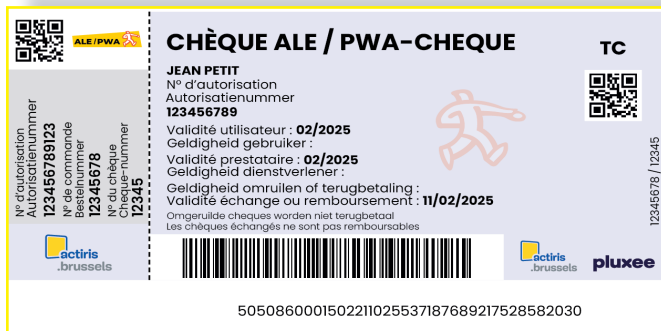 ALE/PWA
N° d'autorisation
Autorisatienummer
123456789123
N° de commande
Bestelnummer
12345678
N° du chèque
Cheque-nummer
12345
actiris
.brussels
CHÈQUE ALE / PWA-CHEQUE
TC
JEAN PETIT
N° d'autorisation
Autorisatienummer
123456789
Validité utilisateur : 02/2025
Geldigheid gebruiker :
Validité prestataire : 02/2025
Geldigheid dienstverlener :
Geldigheid omruilen of terugbetaling :
Validité échange ou remboursement : 11/02/2025
Omgeruilde cheques worden niet terugbetaal
Les chèques échangés ne sont pas remboursables
12345678 / 12345
actiris
.brussels
pluxee
5050860001502211025537187689217528582030